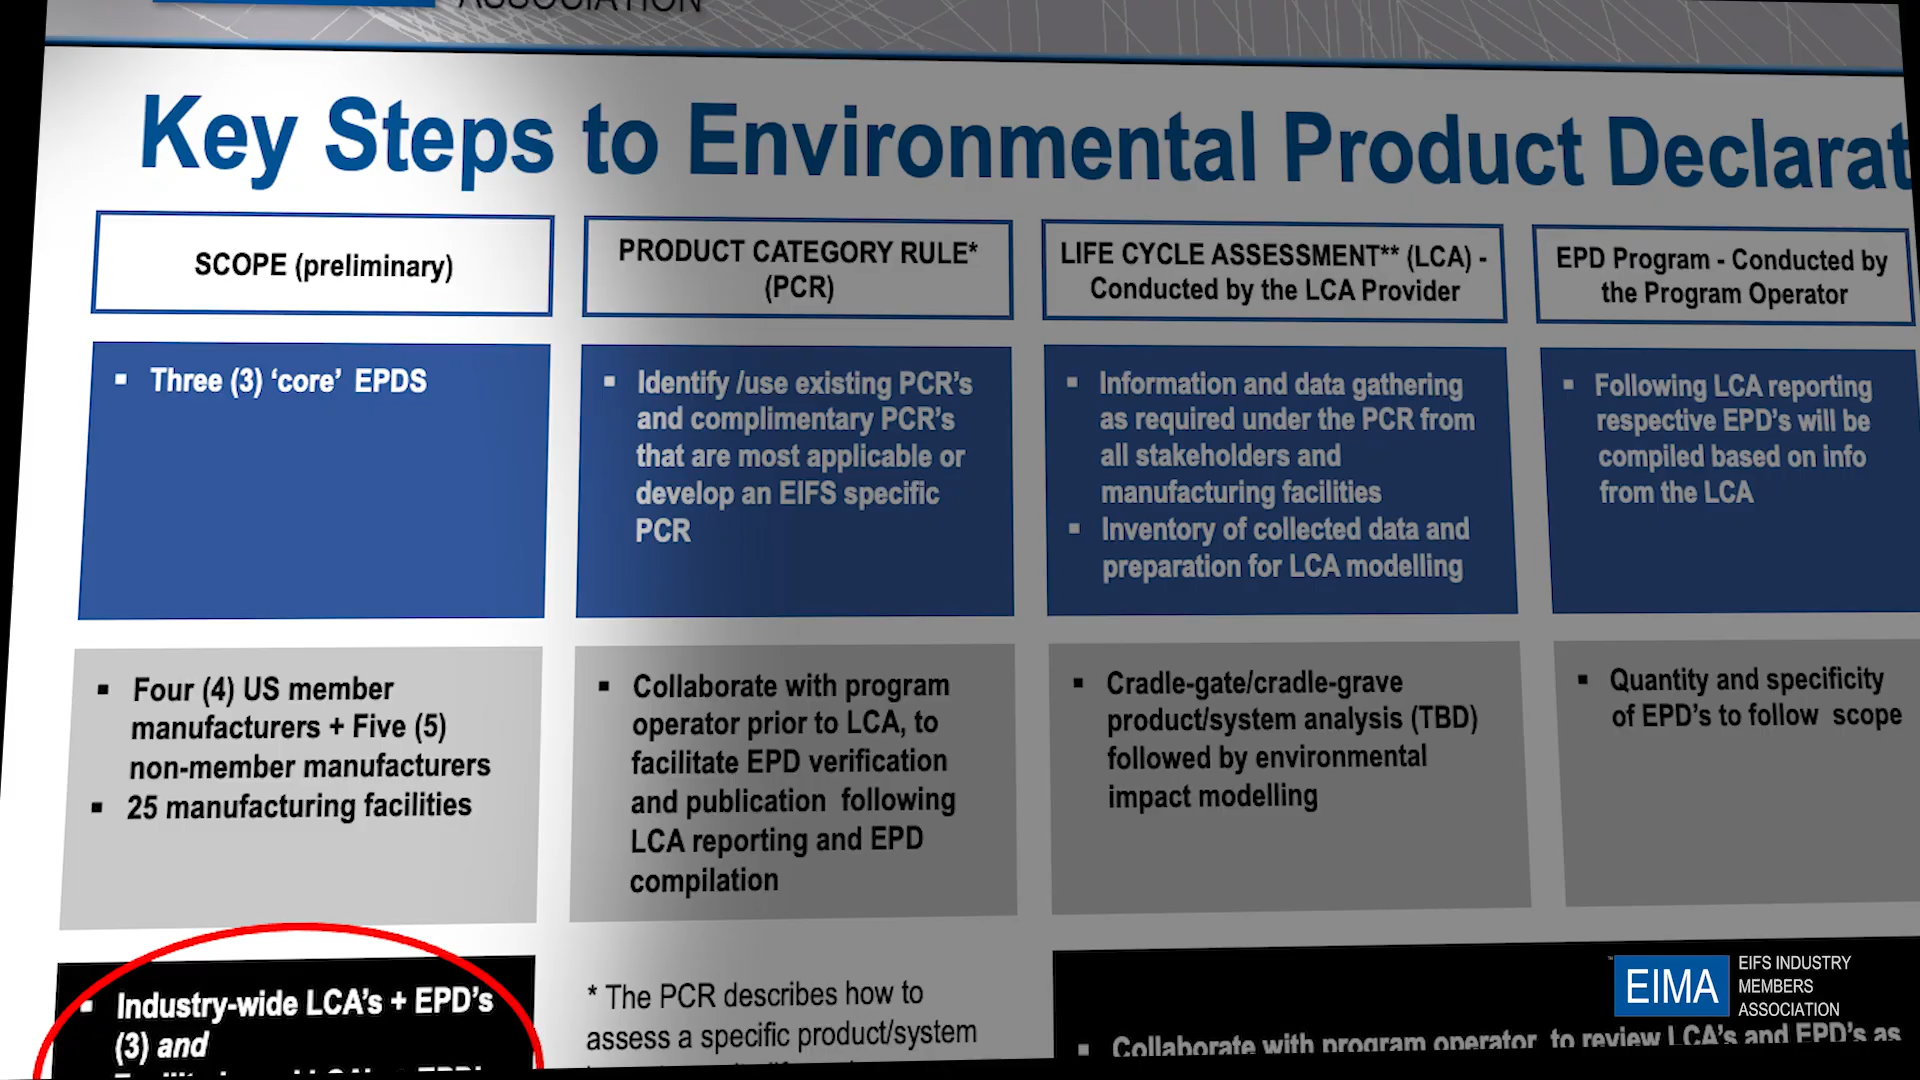 ASSOCIATION
Key Steps to Environmental Product Declarat
SCOPE (preliminary)
PRODUCT CATEGORY RULE*
(PCR)
LIFE CYCLE ASSESSMENT** (LCA) -
Conducted by the LCA Provider
EPD Program - Conducted by
the Program Operator
▪ Three (3) ‘core’ EPDS
▪ Identify /use existing PCR’s
and complimentary PCR’s
that are most applicable or
develop an EIFS specific
PCR
▪ Information and data gathering
as required under the PCR from
all stakeholders and
manufacturing facilities
▪ Inventory of collected data and
preparation for LCA modelling
▪ Following LCA reporting
respective EPD’s will be
compiled based on info
from the LCA
▪ Four (4) US member
manufacturers + Five (5)
non-member manufacturers
▪ 25 manufacturing facilities
▪ Collaborate with program
operator prior to LCA, to
facilitate EPD verification
and publication following
LCA reporting and EPD
compilation
▪ Cradle-gate/cradle-grave
product/system analysis (TBD)
followed by environmental
impact modelling
▪ Quantity and specificity
of EPD’s to follow scope
▪ Industry-wide LCA’s + EPD’s
(3) and
* The PCR describes how to
assess a specific product/system
▪ Collaborate with program operator to review LCA’s and EPD’s as
EIMA
EIFS INDUSTRY
MEMBERS
ASSOCIATION